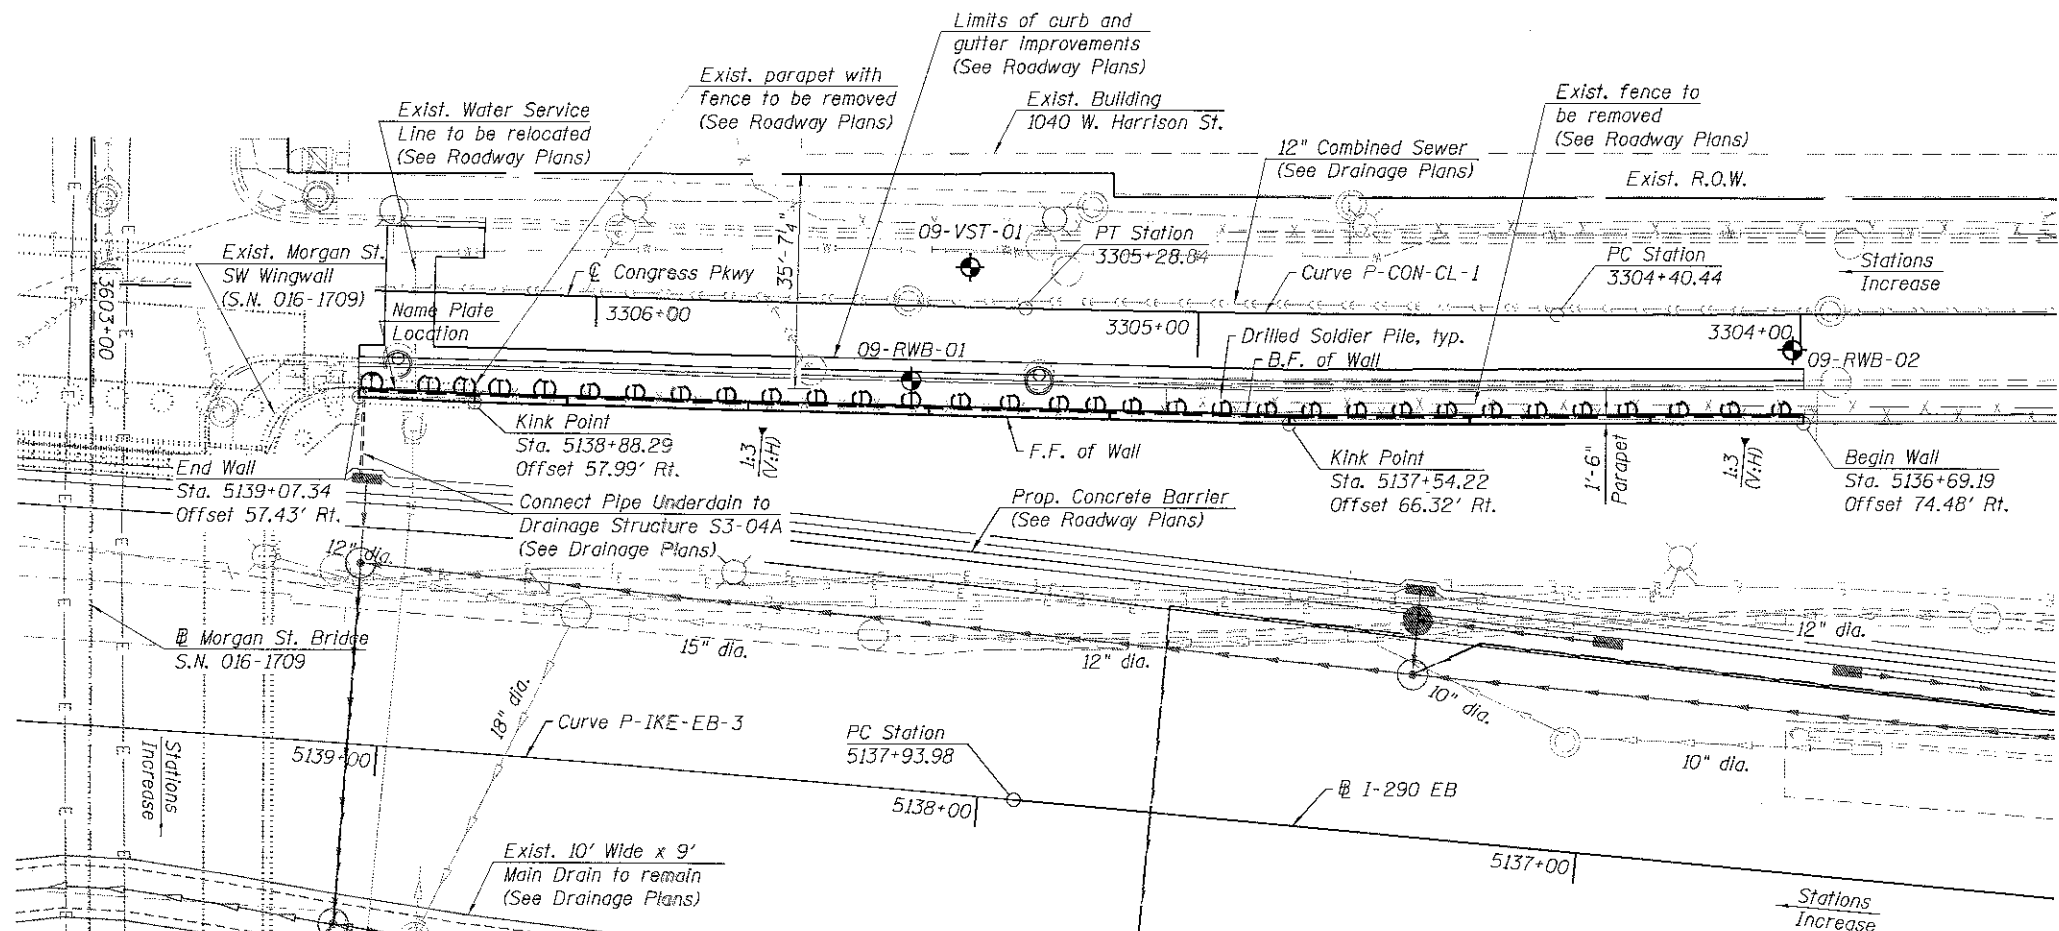 Limits of curb and
gutter improvements
(See Roadway Plans)
Exist. parapet with
fence to be removed
(See Roadway Plans)
Exist. Building
1040 W. Harrison St.
Exist. fence to
be removed
(See Roadway Plans)
Exist. Water Service
Line to be relocated
(See Roadway Plans)
12" Combined Sewer
(See Drainage Plans)
Exist. R.O.W.
Exist. Morgan St.
SW Wingwall
(S.N. 016-1709)
09-VST-01
PT Station
3305+28.84
PC Station
3304+40.44
Stations
Increase
35'-7 1/4"
℄ Congress Pkwy
Curve P-CON-CL-1
3603+00
Name Plate
Location
3306+00
3305+00
3304+00
Drilled Soldier Pile, typ.
B.F. of Wall
09-RWB-01
09-RWB-02
Kink Point
Sta. 5138+88.29
Offset 57.99' Rt.
1:3
(V:H)
F.F. of Wall
Kink Point
Sta. 5137+54.22
Offset 66.32' Rt.
1'-6"
Parapet
1:3
(V:H)
Begin Wall
Sta. 5136+69.19
Offset 74.48' Rt.
End Wall
Sta. 5139+07.34
Offset 57.43' Rt.
Connect Pipe Underdain to
Drainage Structure S3-04A
(See Drainage Plans)
Prop. Concrete Barrier
(See Roadway Plans)
12" dia.
℔ Morgan St. Bridge
S.N. 016-1709
15" dia.
12" dia.
12" dia.
18" dia.
10" dia.
10" dia.
Curve P-IKE-EB-3
PC Station
5137+93.98
Stations
Increase
5139+00
5138+00
℔ I-290 EB
5137+00
Exist. 10' Wide x 9'
Main Drain to remain
(See Drainage Plans)
Stations
Increase